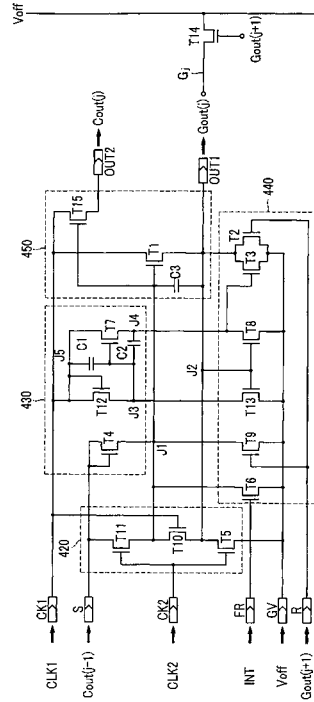 Voff
T14
Gout(j+1)
Gj
Cout(j)
Gout(j)
OUT2
OUT1
450
T15
T1
C3
440
T2
T3
430
J5
C1
T7
J4
C2
T12
J3
J2
T8
T13
T4
J1
T9
T6
420
T11
T10
T5
CK1
S
CK2
FR
GV
R
CLK1
Cout(j-1)
CLK2
INT
Voff
Gout(j+1)